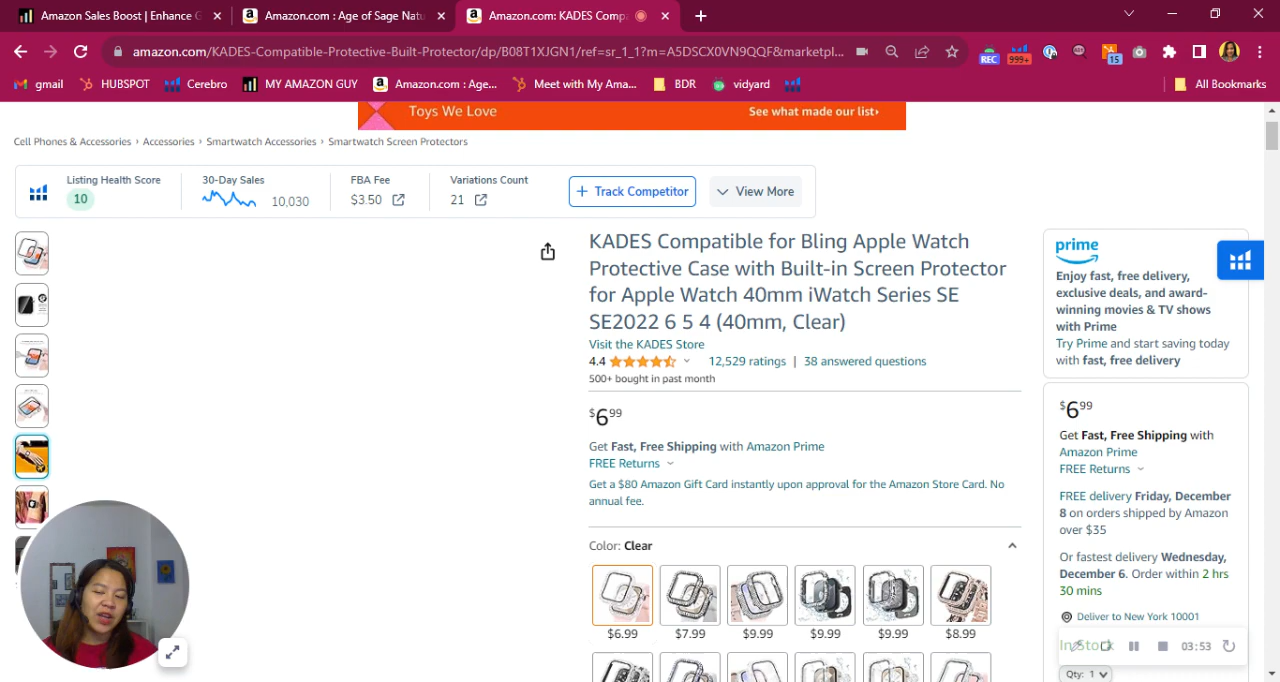 Amazon Sales Boost | Enhance G
Amazon.com : Age of Sage Natu
Amazon.com: KADES Comp
amazon.com/KADES-Compatible-Protective-Built-Protector/dp/B08T1XJGN1/ref=sr_1_1?m=A5DSCX0VN9QQF&marketpl...
REC
999+
15
gmail
HUBSPOT
Cerebro
MY AMAZON GUY
Amazon.com : Age...
Meet with My Ama...
BDR
vidyard
All Bookmarks
Toys We Love
See what made our list›
Cell Phones & Accessories › Accessories › Smartwatch Accessories › Smartwatch Screen Protectors
Listing Health Score
10
30-Day Sales
10,030
FBA Fee
$3.50
Variations Count
21
+ Track Competitor
View More
KADES Compatible for Bling Apple Watch
Protective Case with Built-in Screen Protector
for Apple Watch 40mm iWatch Series SE
SE2022 6 5 4 (40mm, Clear)
Visit the KADES Store
4.4
12,529 ratings | 38 answered questions
500+ bought in past month
$6 99
Get Fast, Free Shipping with Amazon Prime
FREE Returns
Get a $80 Amazon Gift Card instantly upon approval for the Amazon Store Card. No
annual fee.
Color: Clear
$6.99
$7.99
$9.99
$9.99
$9.99
$8.99
prime
Enjoy fast, free delivery,
exclusive deals, and award-
winning movies & TV shows
with Prime
Try Prime and start saving today
with fast, free delivery
$6 99
Get Fast, Free Shipping with
Amazon Prime
FREE Returns
FREE delivery Friday, December
8 on orders shipped by Amazon
over $35
Or fastest delivery Wednesday,
December 6. Order within 2 hrs
30 mins
Deliver to New York 10001
In Stock
03:53
Qty: 1